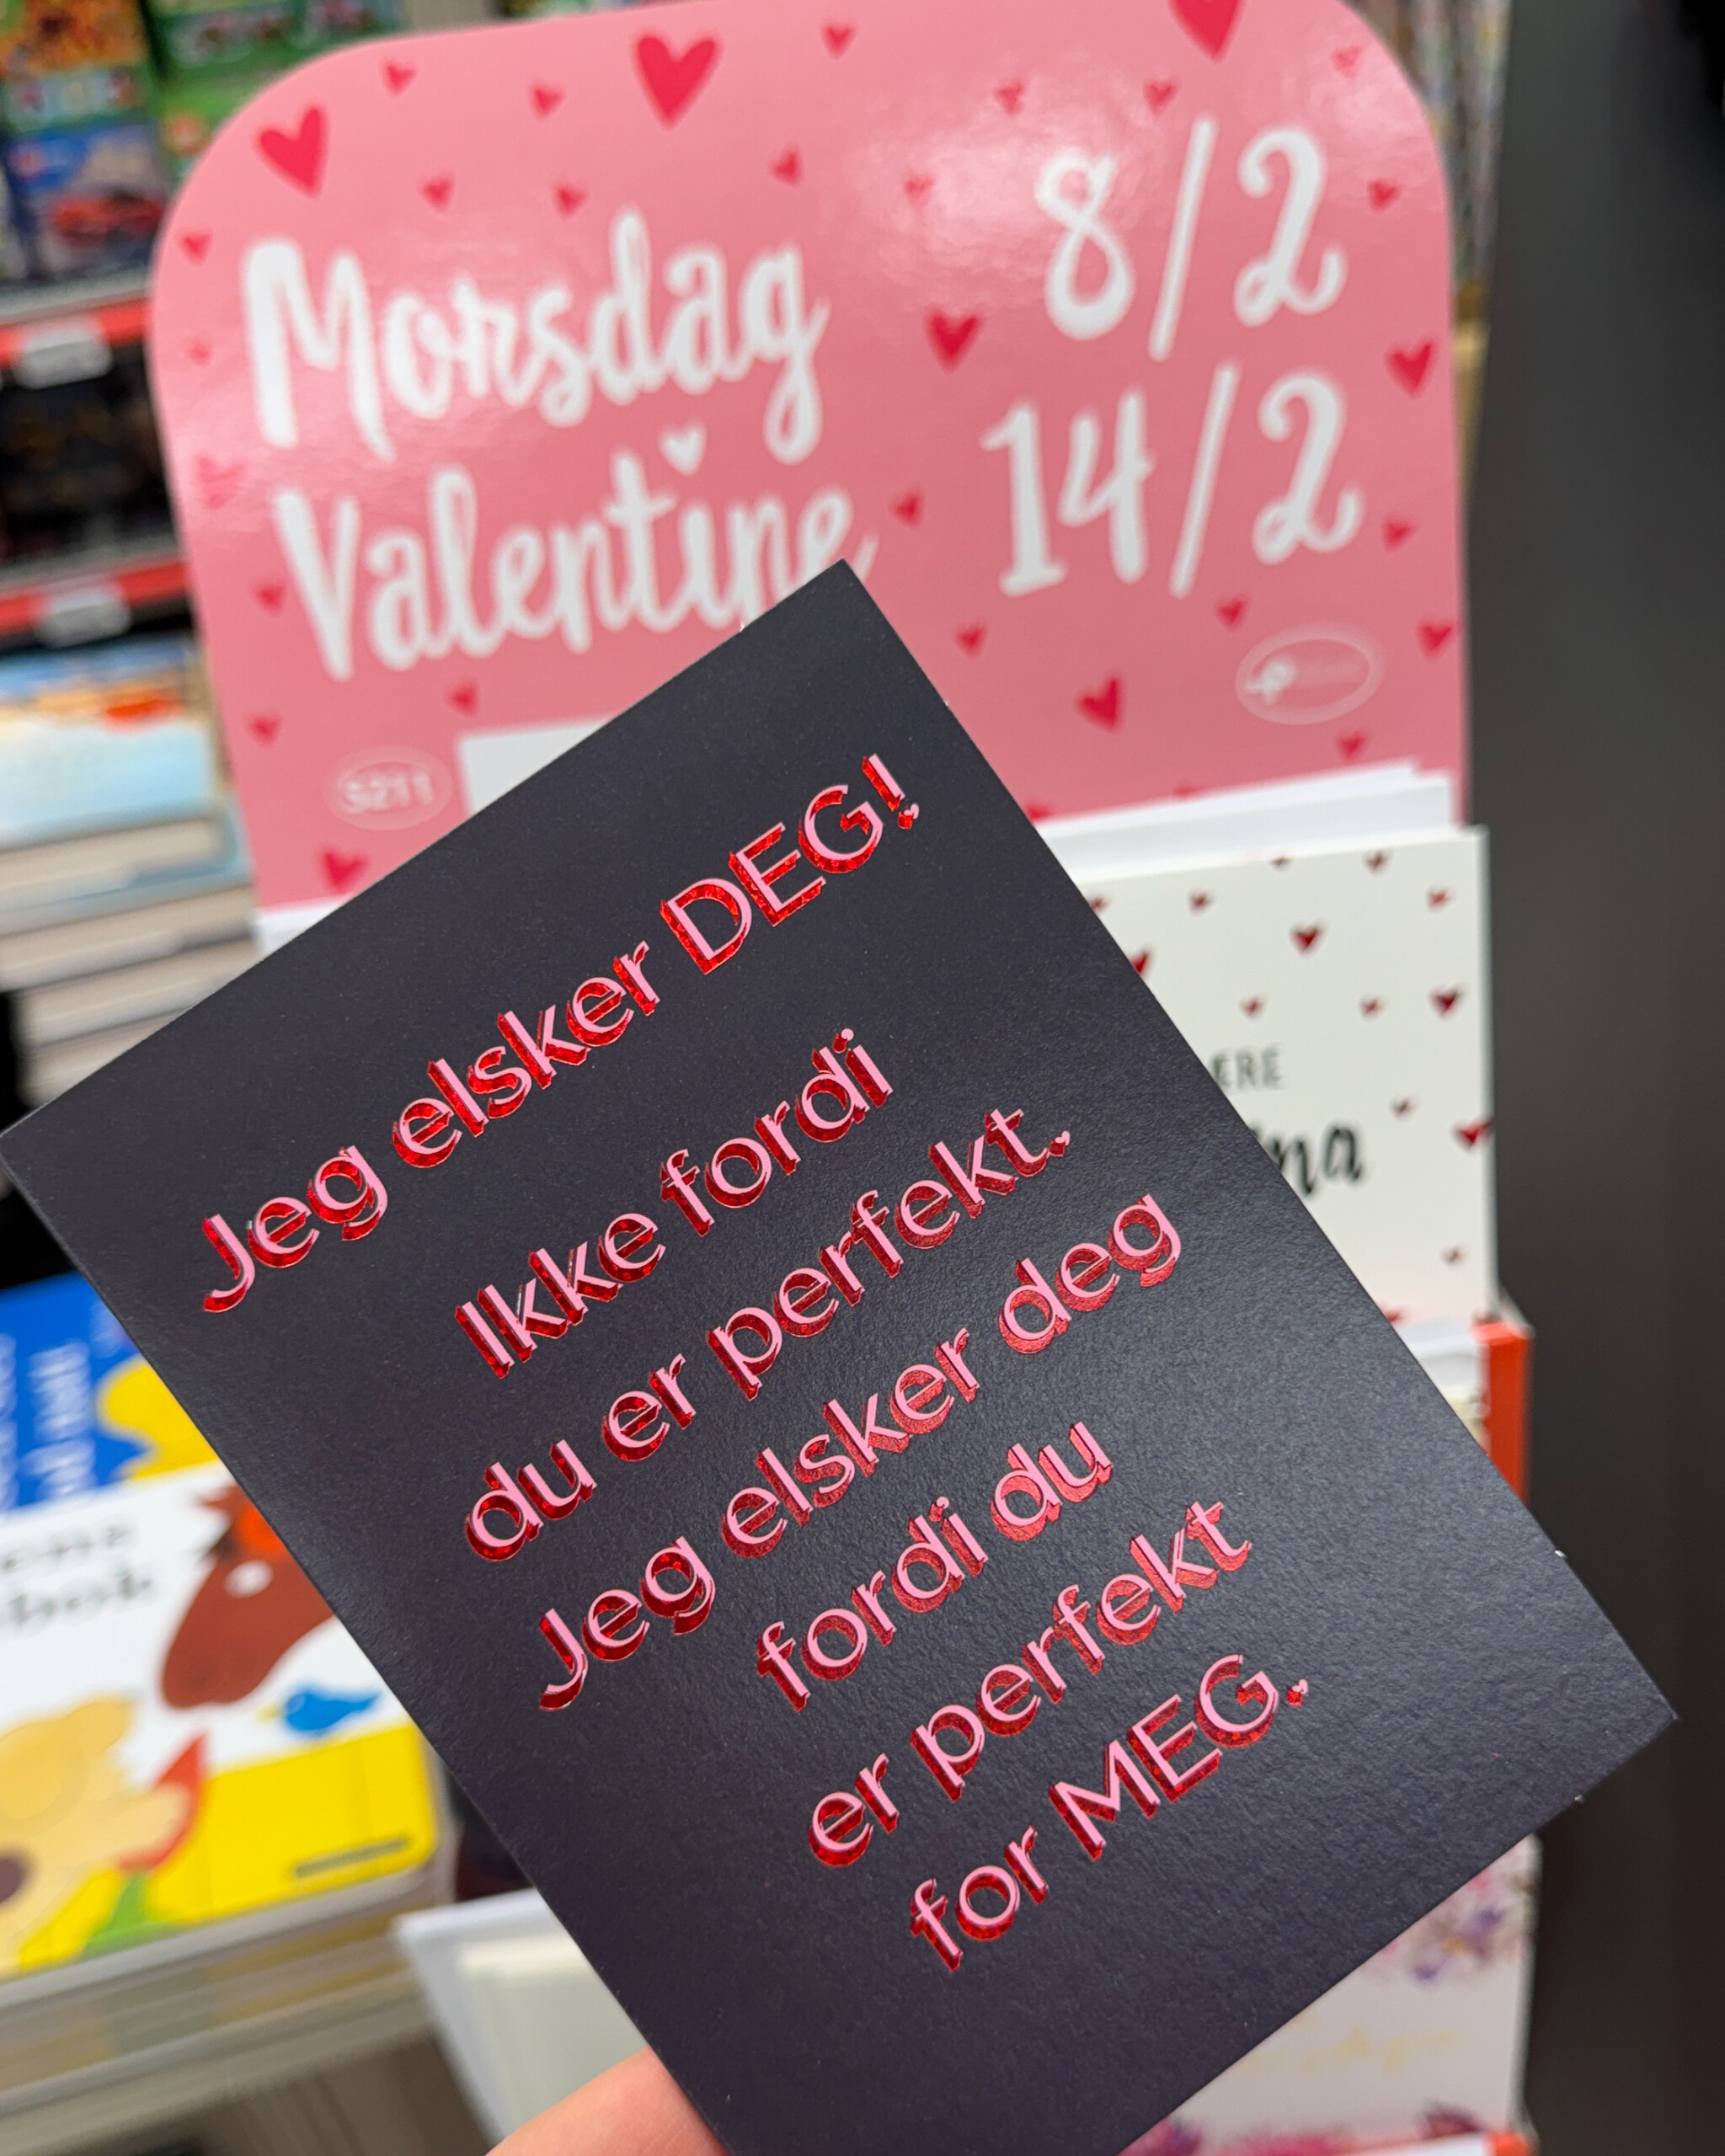 Morsdag 8/2
Valentine 14/2
S211
Jeg elsker DEG!
Ikke fordi
du er perfekt.
Jeg elsker deg
fordi du
er perfekt
for MEG.